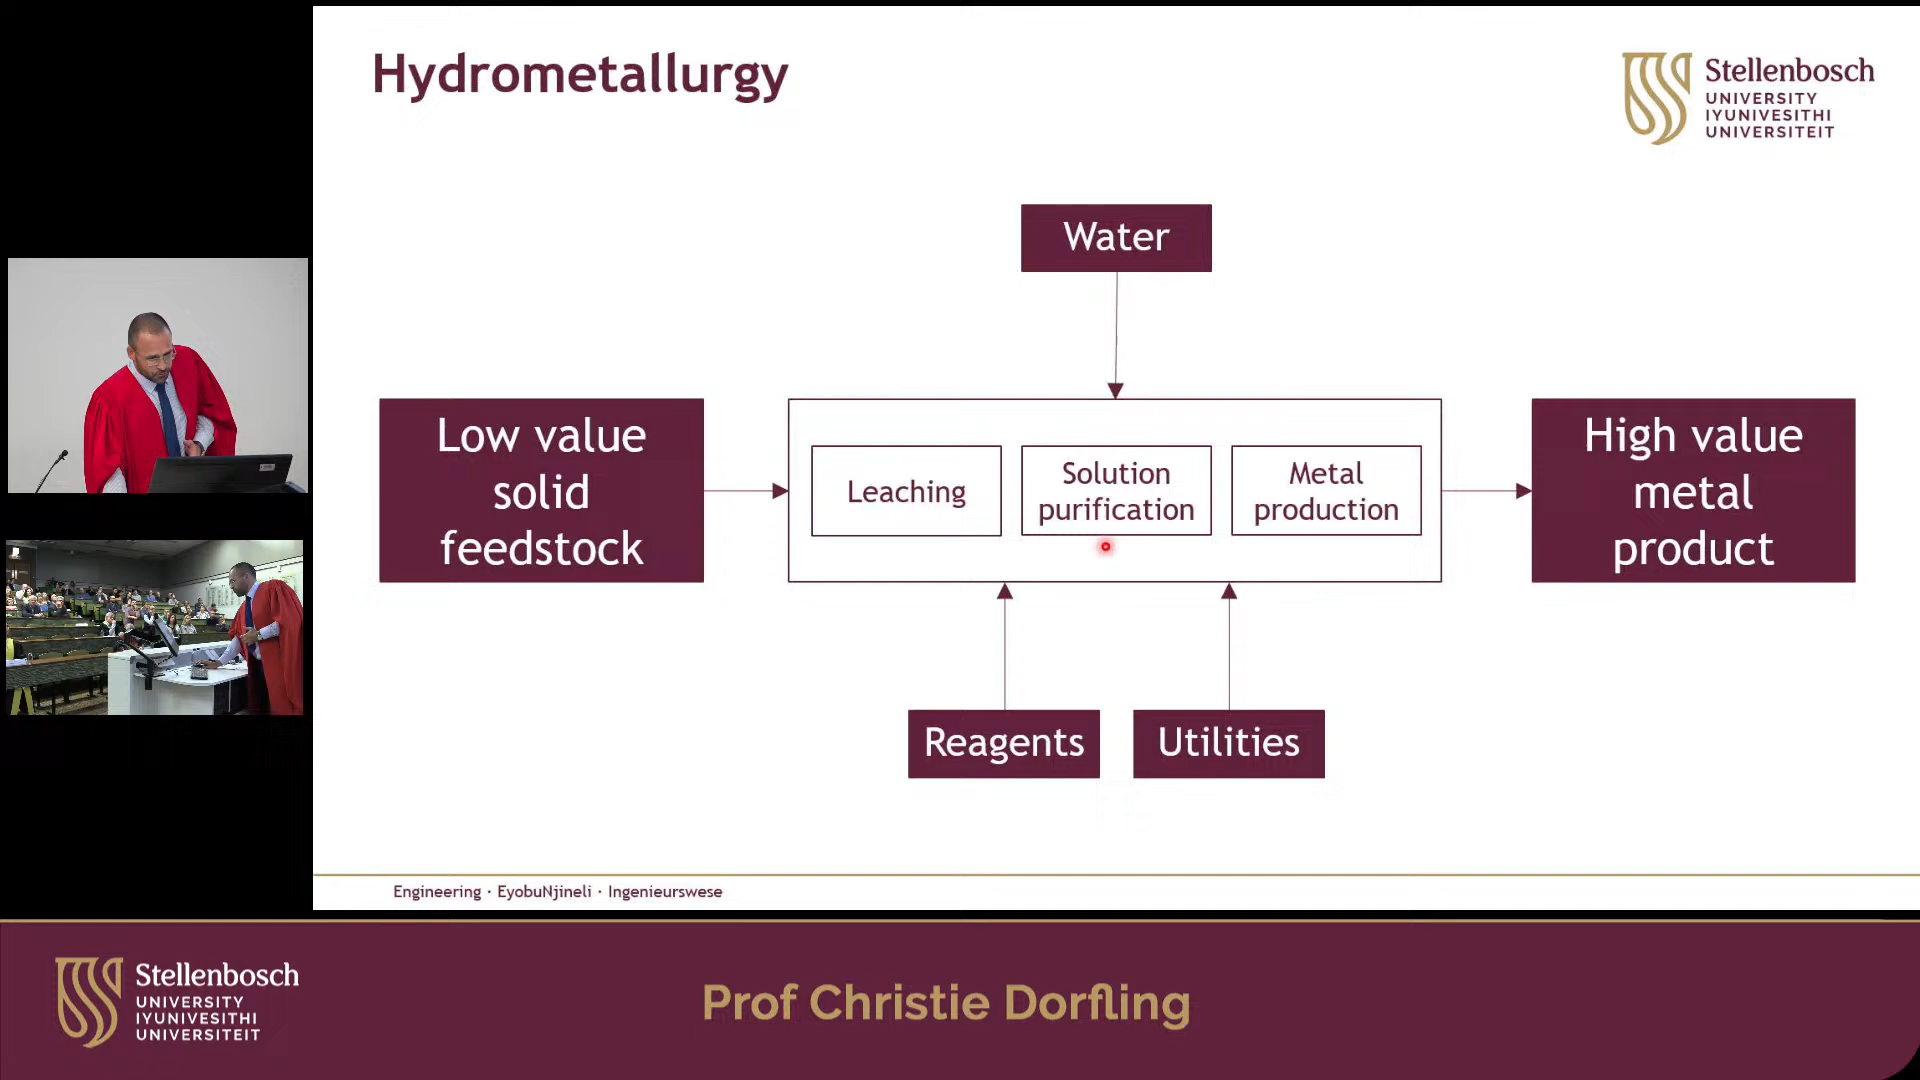 Hydrometallurgy
Stellenbosch
UNIVERSITY
IYUNIVESITHI
UNIVERSITEIT
Water
Low value
solid
feedstock
Leaching
Solution
purification
Metal
production
High value
metal
product
Reagents
Utilities
Engineering · EyobuNjineli · Ingenieurswese
Stellenbosch
UNIVERSITY
IYUNIVESITHI
UNIVERSITEIT
Prof Christie Dorfling